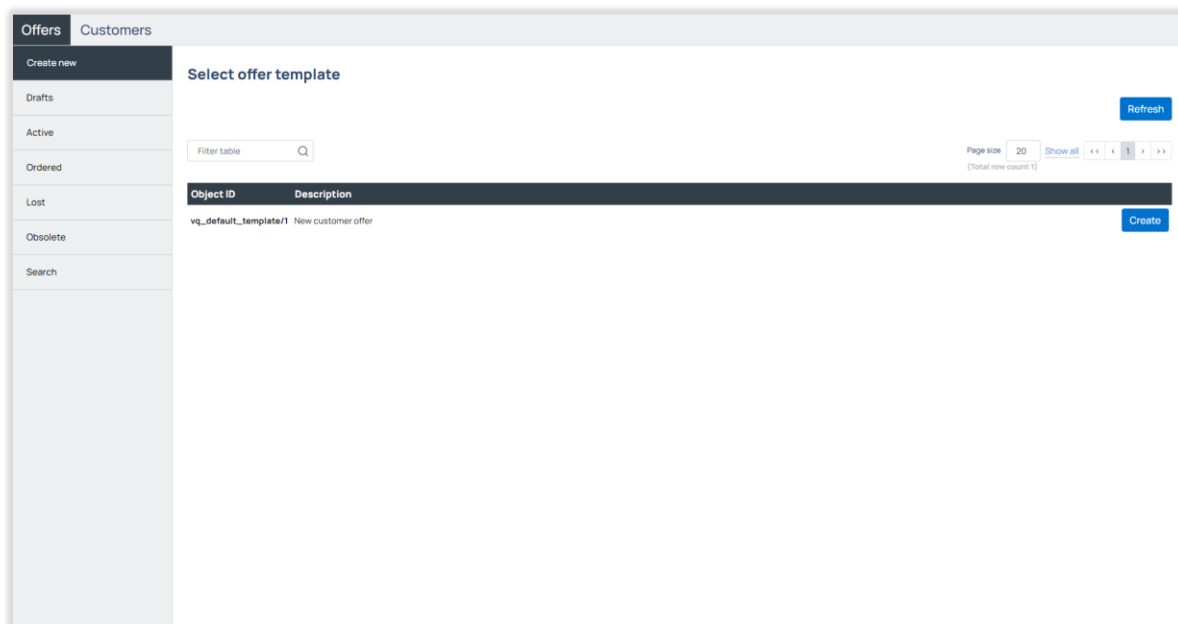 Offers Customers
Create new
Drafts
Active
Ordered
Lost
Obsolete
Search
Select offer template
Refresh
Filter table
Page size 20 Show all << < 1 > >>
(Total row count 1)
Object ID Description
vq_default_template/1 New customer offer Create